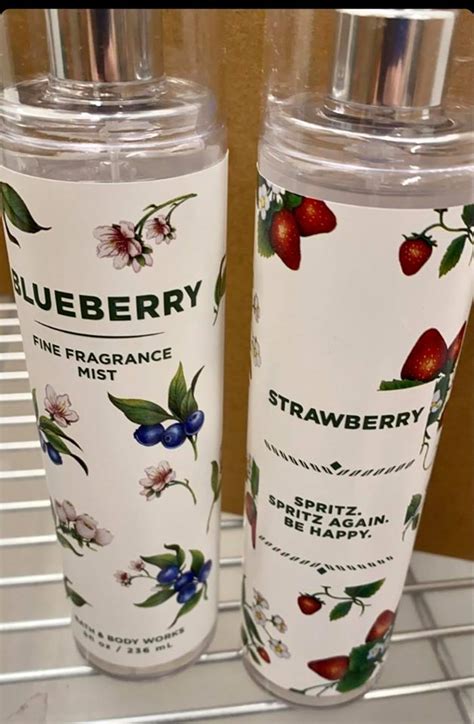 BLUEBERRY
FINE FRAGRANCE
MIST
BATH & BODY WORKS
8 fl oz / 236 mL
STRAWBERRY
SPRITZ.
SPRITZ AGAIN.
BE HAPPY.